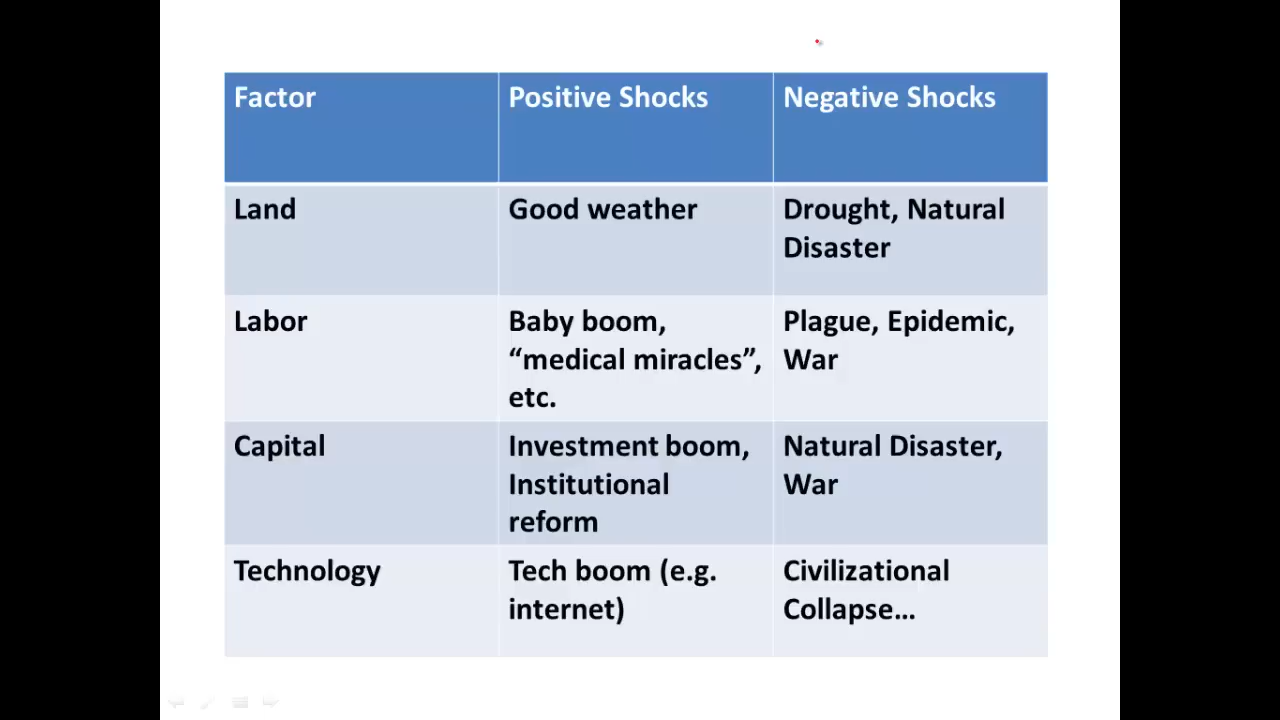 Factor
Positive Shocks
Negative Shocks
Land
Good weather
Drought, Natural
Disaster
Labor
Baby boom,
“medical miracles”,
etc.
Plague, Epidemic,
War
Capital
Investment boom,
Institutional
reform
Natural Disaster,
War
Technology
Tech boom (e.g.
internet)
Civilizational
Collapse…